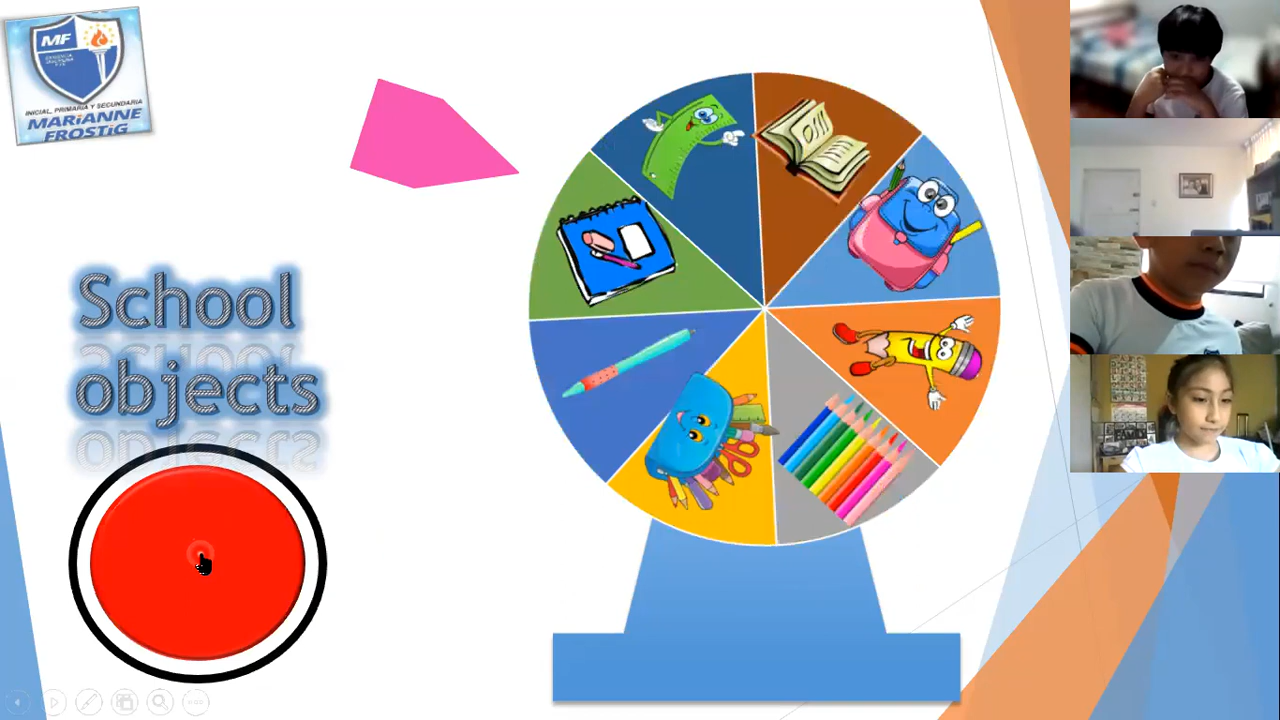 MF
INICIAL, PRIMARIA Y SECUNDARIA
MARiANNE
FROSTiG
School
objects